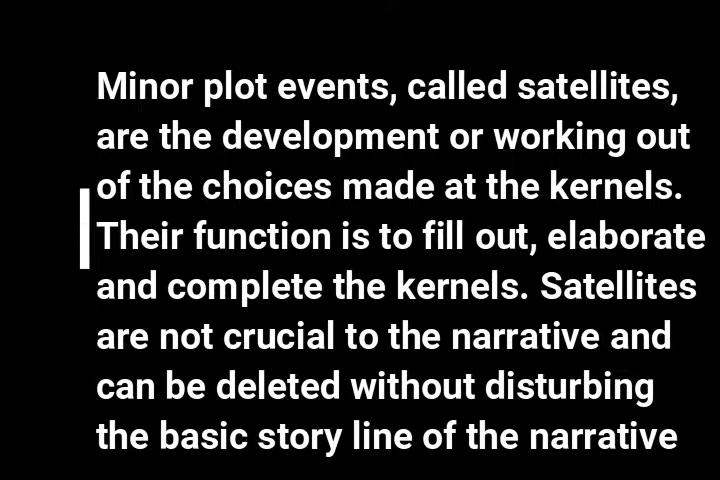 Minor plot events, called satellites,
are the development or working out
of the choices made at the kernels.
Their function is to fill out, elaborate
and complete the kernels. Satellites
are not crucial to the narrative and
can be deleted without disturbing
the basic story line of the narrative